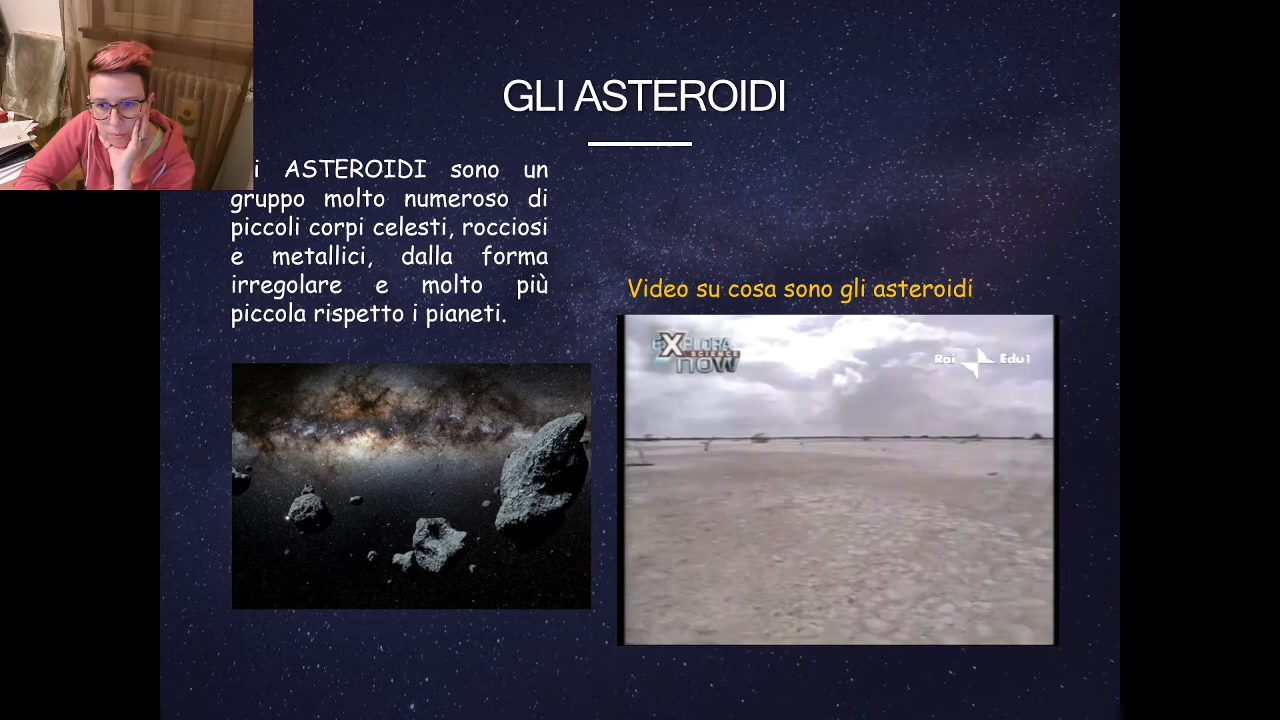 GLI ASTEROIDI
i ASTEROIDI sono un
gruppo molto numeroso di
piccoli corpi celesti, rocciosi
e metallici, dalla forma
irregolare e molto più
piccola rispetto i pianeti.
Video su cosa sono gli asteroidi
EXPLORA
SCIENCE
NOW
Rai Edu1